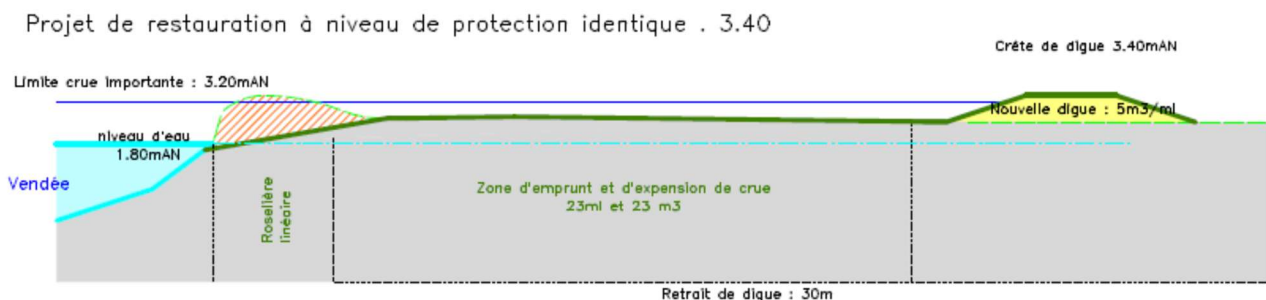 Projet de restauration à niveau de protection identique . 3.40
Crête de digue 3.40mAN
Limite crue importante : 3.20mAN
Nouvelle digue : 5m3/ml
niveau d'eau
1.80mAN
Vendée
Roselière
linéaire
Zone d'emprunt et d'expension de crue
23ml et 23 m3
Retrait de digue : 30m